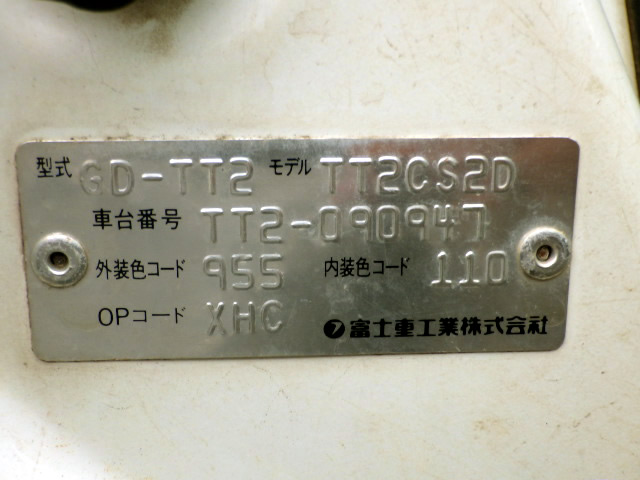 型式 GD-TT2 モデル TT2CS2D
車台番号 TT2-090947
外装色コード 955 内装色コード 110
OPコード XHC フ富士重工業株式会社